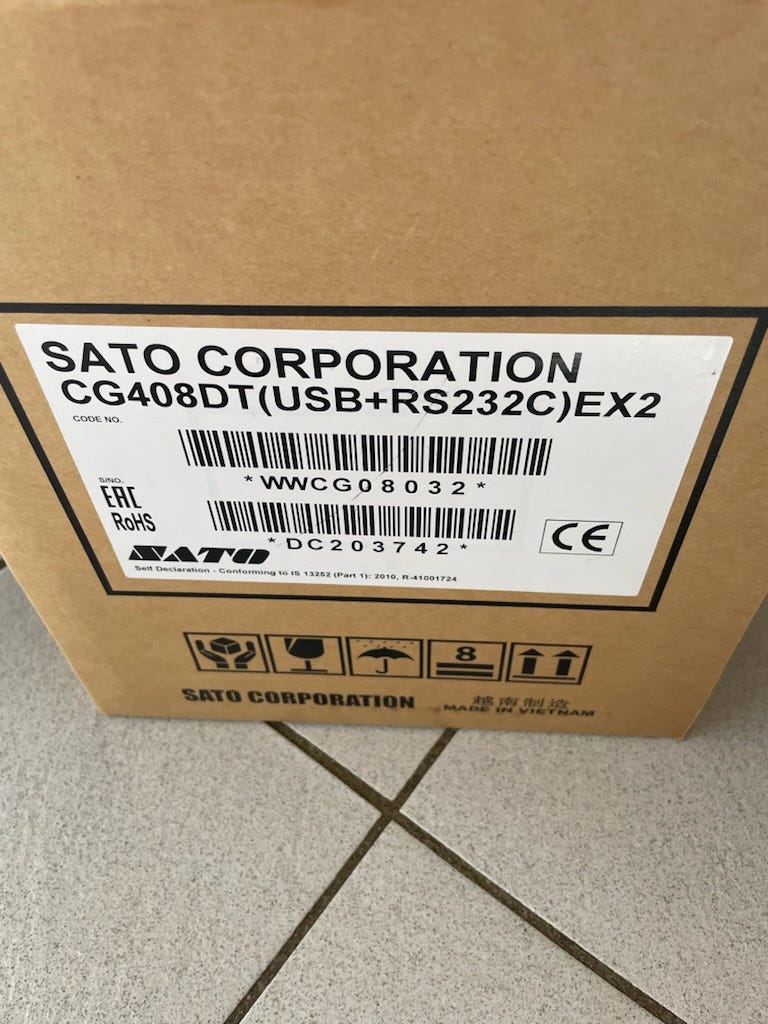 SATO CORPORATION
CG408DT(USB+RS232C)EX2
CODE NO.
*WWCG08032*
S/NO.
EAC
RoHS
*DC203742*
CE
SATO
Self Declaration - Conforming to IS 13252 (Part 1): 2010, R-41001724
8
SATO CORPORATION
越南制造
MADE IN VIETNAM